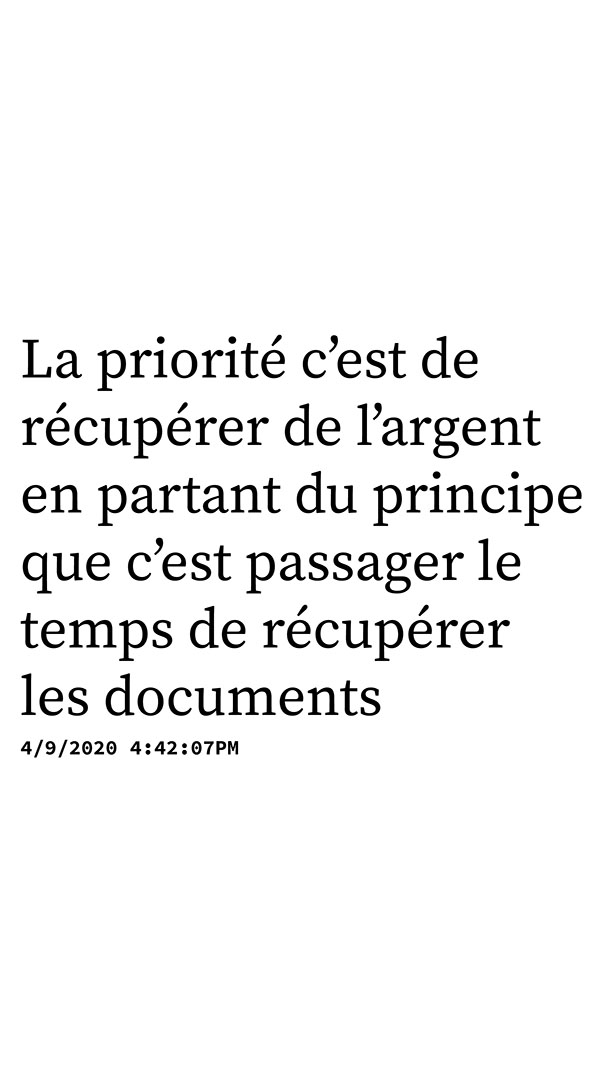 La priorité c’est de
récupérer de l’argent
en partant du principe
que c’est passager le
temps de récupérer
les documents
4/9/2020 4:42:07PM